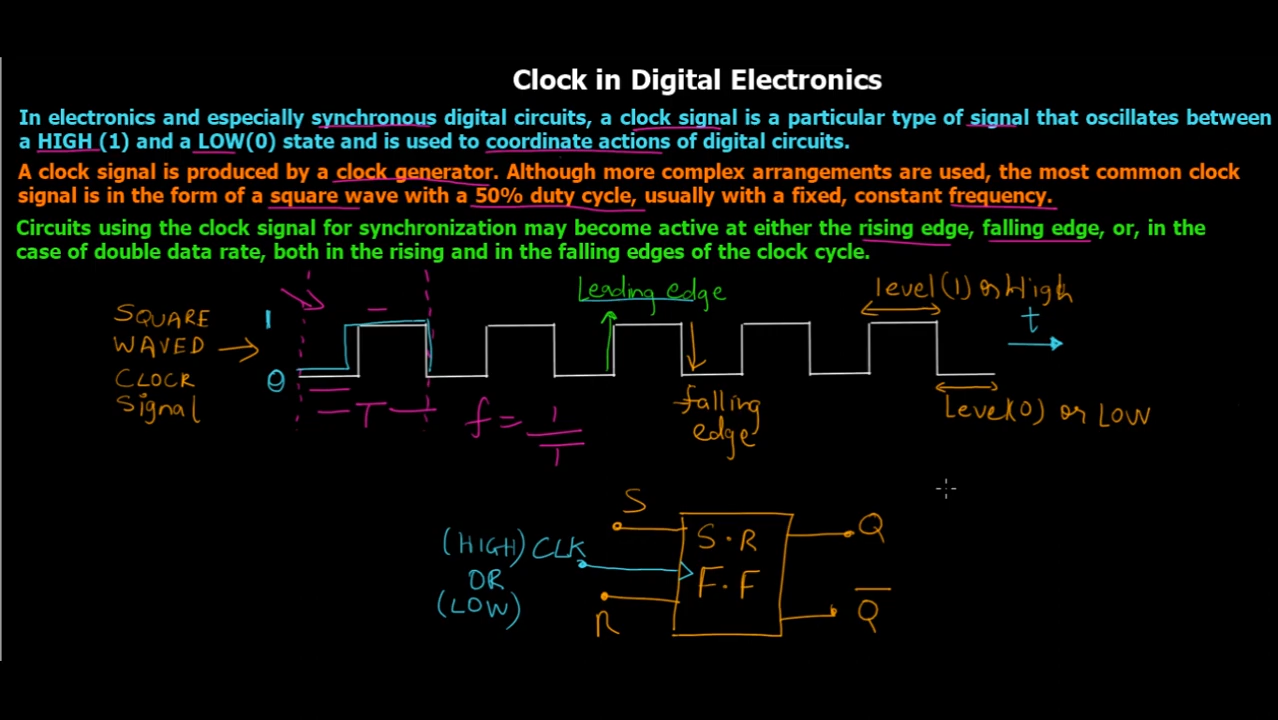 Clock in Digital Electronics
In electronics and especially synchronous digital circuits, a clock signal is a particular type of signal that oscillates between
a HIGH (1) and a LOW(0) state and is used to coordinate actions of digital circuits.
A clock signal is produced by a clock generator. Although more complex arrangements are used, the most common clock
signal is in the form of a square wave with a 50% duty cycle, usually with a fixed, constant frequency.
Circuits using the clock signal for synchronization may become active at either the rising edge, falling edge, or, in the
case of double data rate, both in the rising and in the falling edges of the clock cycle.
Leading edge
level(1) or High
SQUARE
WAVED
CLOCK
Signal
1
0
t
T
f = 1/T
falling
edge
Level(0) or LOW
S
(HIGH) CLK
OR
(LOW)
R
S.R
F.F
Q
Q̅